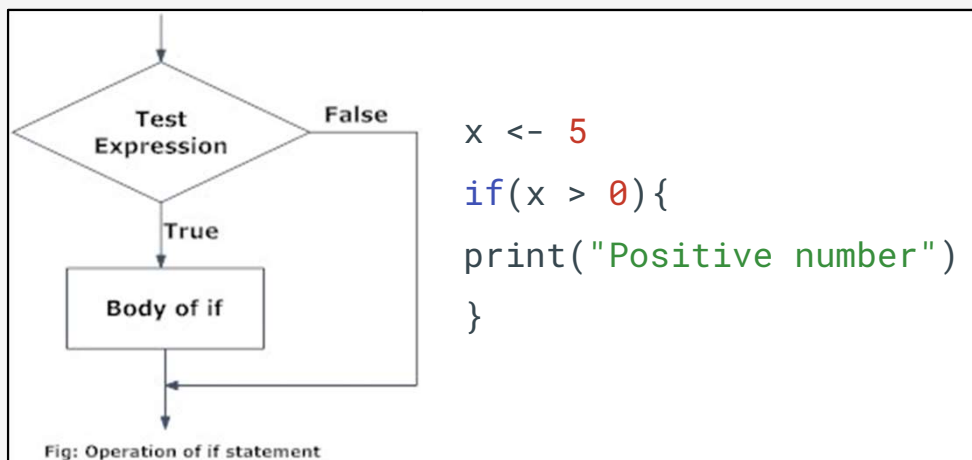 Test
Expression
False
True
Body of if
Fig: Operation of if statement
x <- 5
if(x > 0){
print("Positive number")
}